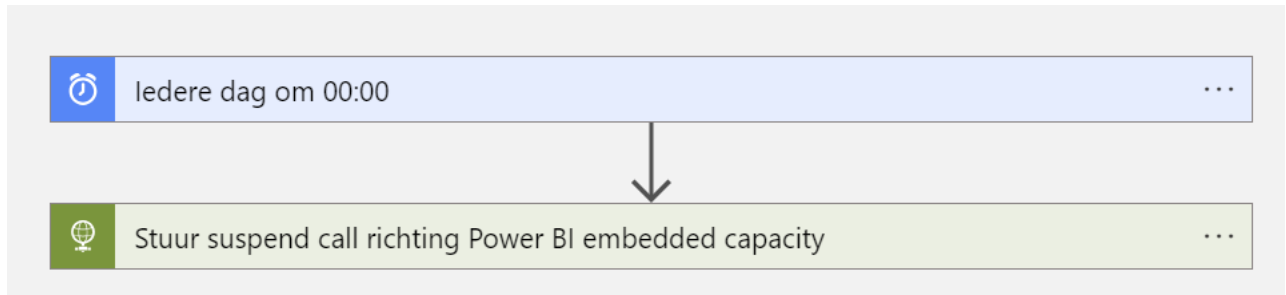 Iedere dag om 00:00
Stuur suspend call richting Power BI embedded capacity